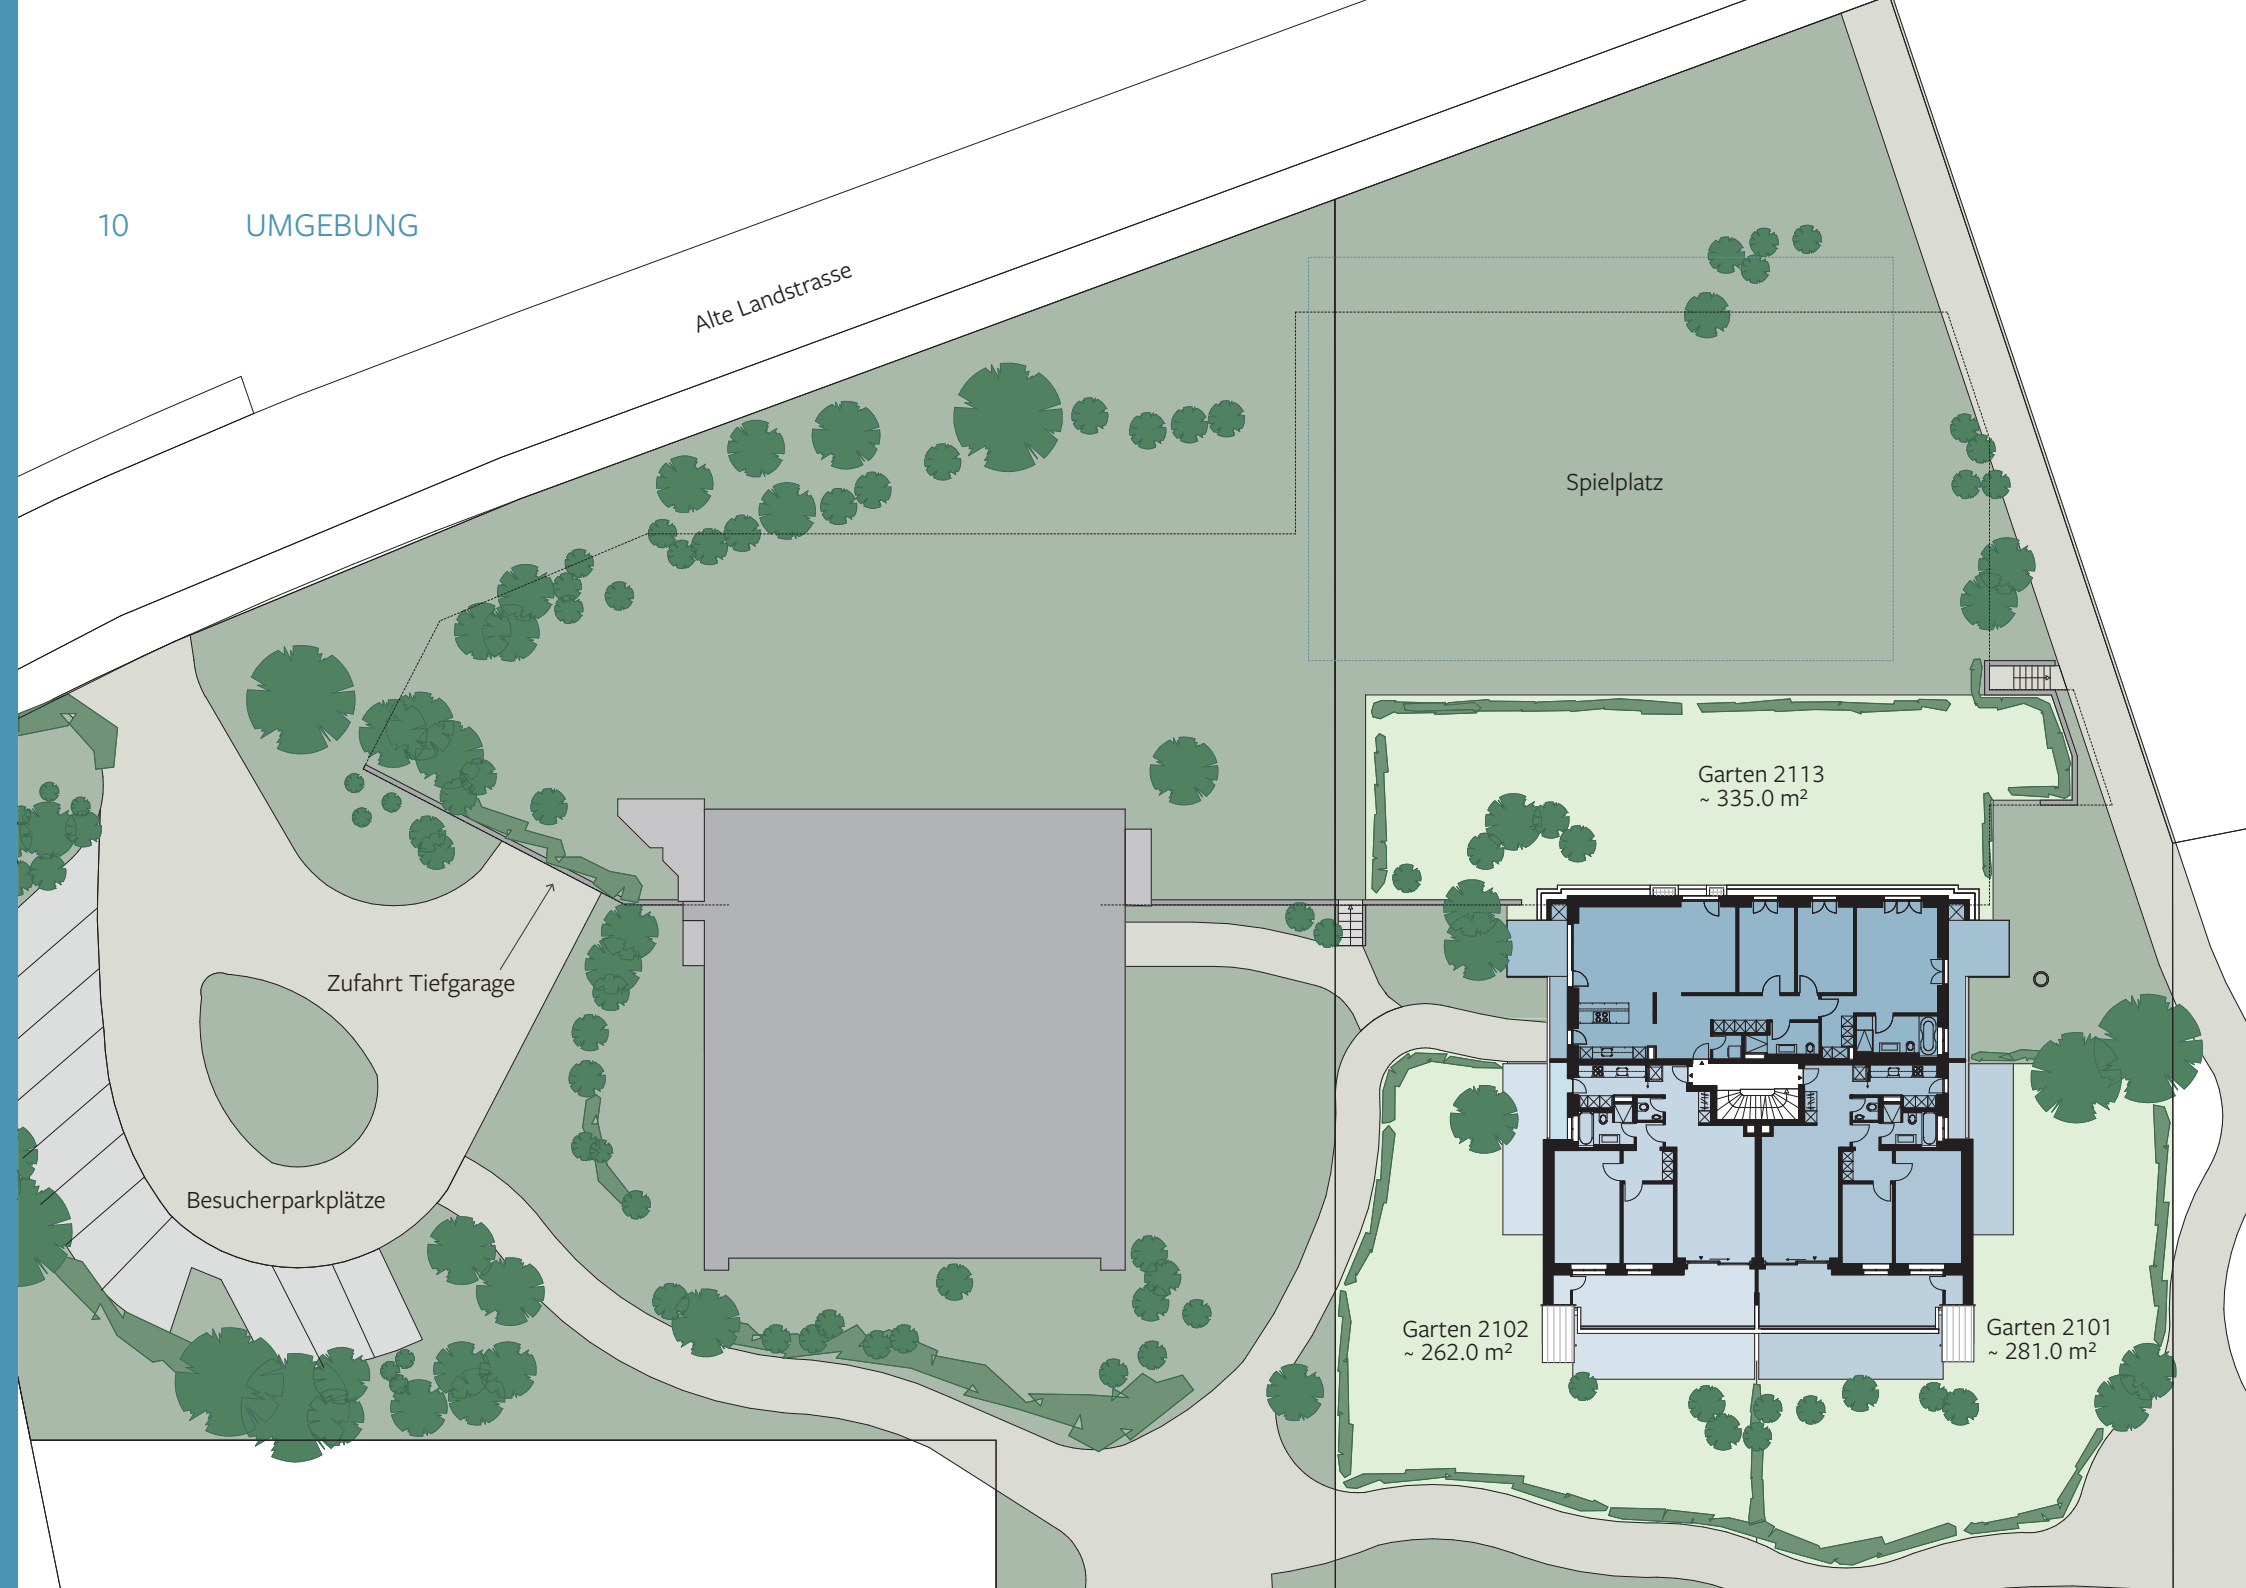 10 UMGEBUNG
Alte Landstrasse
Spielplatz
Garten 2113
~ 335.0 m²
Zufahrt Tiefgarage
Besucherparkplätze
Garten 2102
~ 262.0 m²
Garten 2101
~ 281.0 m²